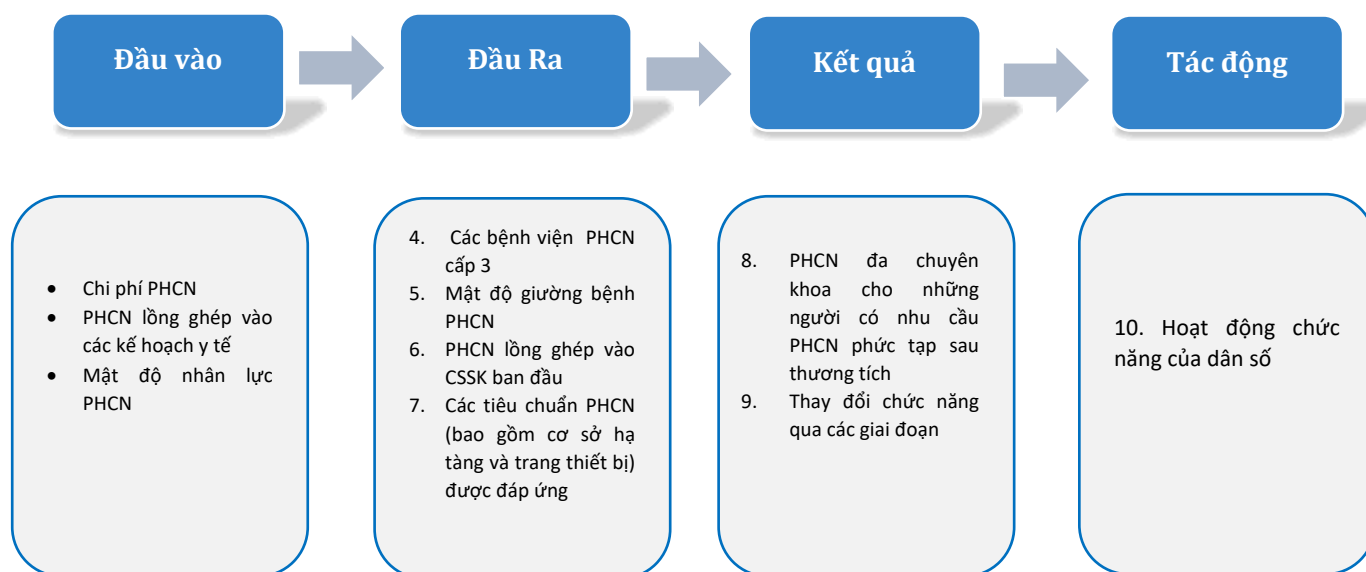 Đầu vào
Đầu Ra
Kết quả
Tác động
• Chi phí PHCN
• PHCN lồng ghép vào
các kế hoạch y tế
• Mật độ nhân lực
PHCN
4. Các bệnh viện PHCN
cấp 3
5. Mật độ giường bệnh
PHCN
6. PHCN lồng ghép vào
CSSK ban đầu
7. Các tiêu chuẩn PHCN
(bao gồm cơ sở hạ
tàng và trang thiết bị)
được đáp ứng
8. PHCN đa chuyên
khoa cho những
người có nhu cầu
PHCN phức tạp sau
thương tích
9. Thay đổi chức năng
qua các giai đoạn
10. Hoạt động chức
năng của dân số